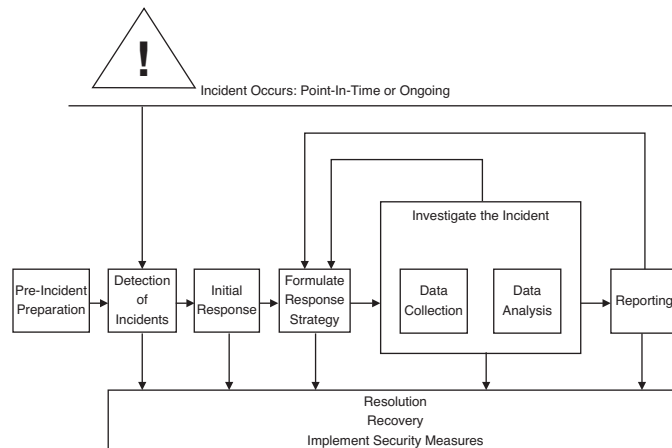 !
Incident Occurs: Point-In-Time or Ongoing
Investigate the Incident
Pre-Incident
Preparation
Detection
of
Incidents
Initial
Response
Formulate
Response
Strategy
Data
Collection
Data
Analysis
Reporting
Resolution
Recovery
Implement Security Measures